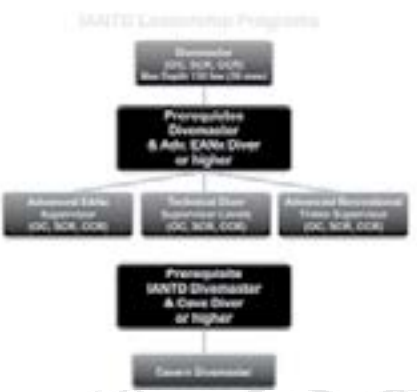 IANTD Leadership Programs
Divemaster
(OC, SCR, CCR)
Prerequisites
Divemaster
& Adv. EANx Diver
or higher
Advanced EANx
Supervisor
(OC, SCR, CCR)
Technical Diver
Supervisor Levels
(OC, SCR, CCR)
Advanced Recreational
Trimix Supervisor
(OC, SCR, CCR)
Prerequisite
IANTD Divemaster
& Cave Diver
or higher
Cavern Divemaster